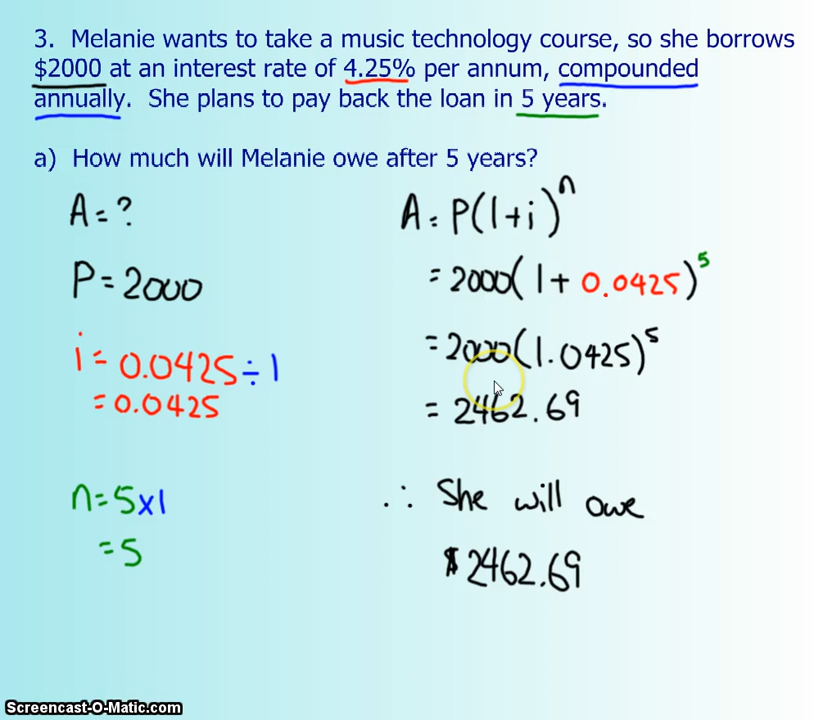 3. Melanie wants to take a music technology course, so she borrows
$2000 at an interest rate of 4.25% per annum, compounded
annually. She plans to pay back the loan in 5 years.
a) How much will Melanie owe after 5 years?
A = ?
P = 2000
i = 0.0425 ÷ 1
= 0.0425
n = 5 x 1
= 5
A = P(1+i)^n
= 2000(1 + 0.0425)^5
= 2000(1.0425)^5
= 2462.69
∴ She will owe
$2462.69
Screencast-O-Matic.com